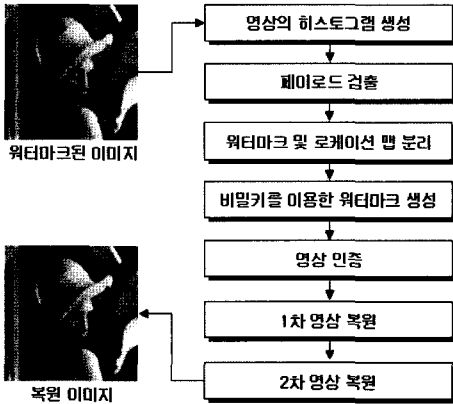 영상의 히스토그램 생성
페이로드 검출
워터마크된 이미지
워터마크 및 로케이션 맵 분리
비밀키를 이용한 워터마크 생성
영상 인증
1차 영상 복원
2차 영상 복원
복원 이미지